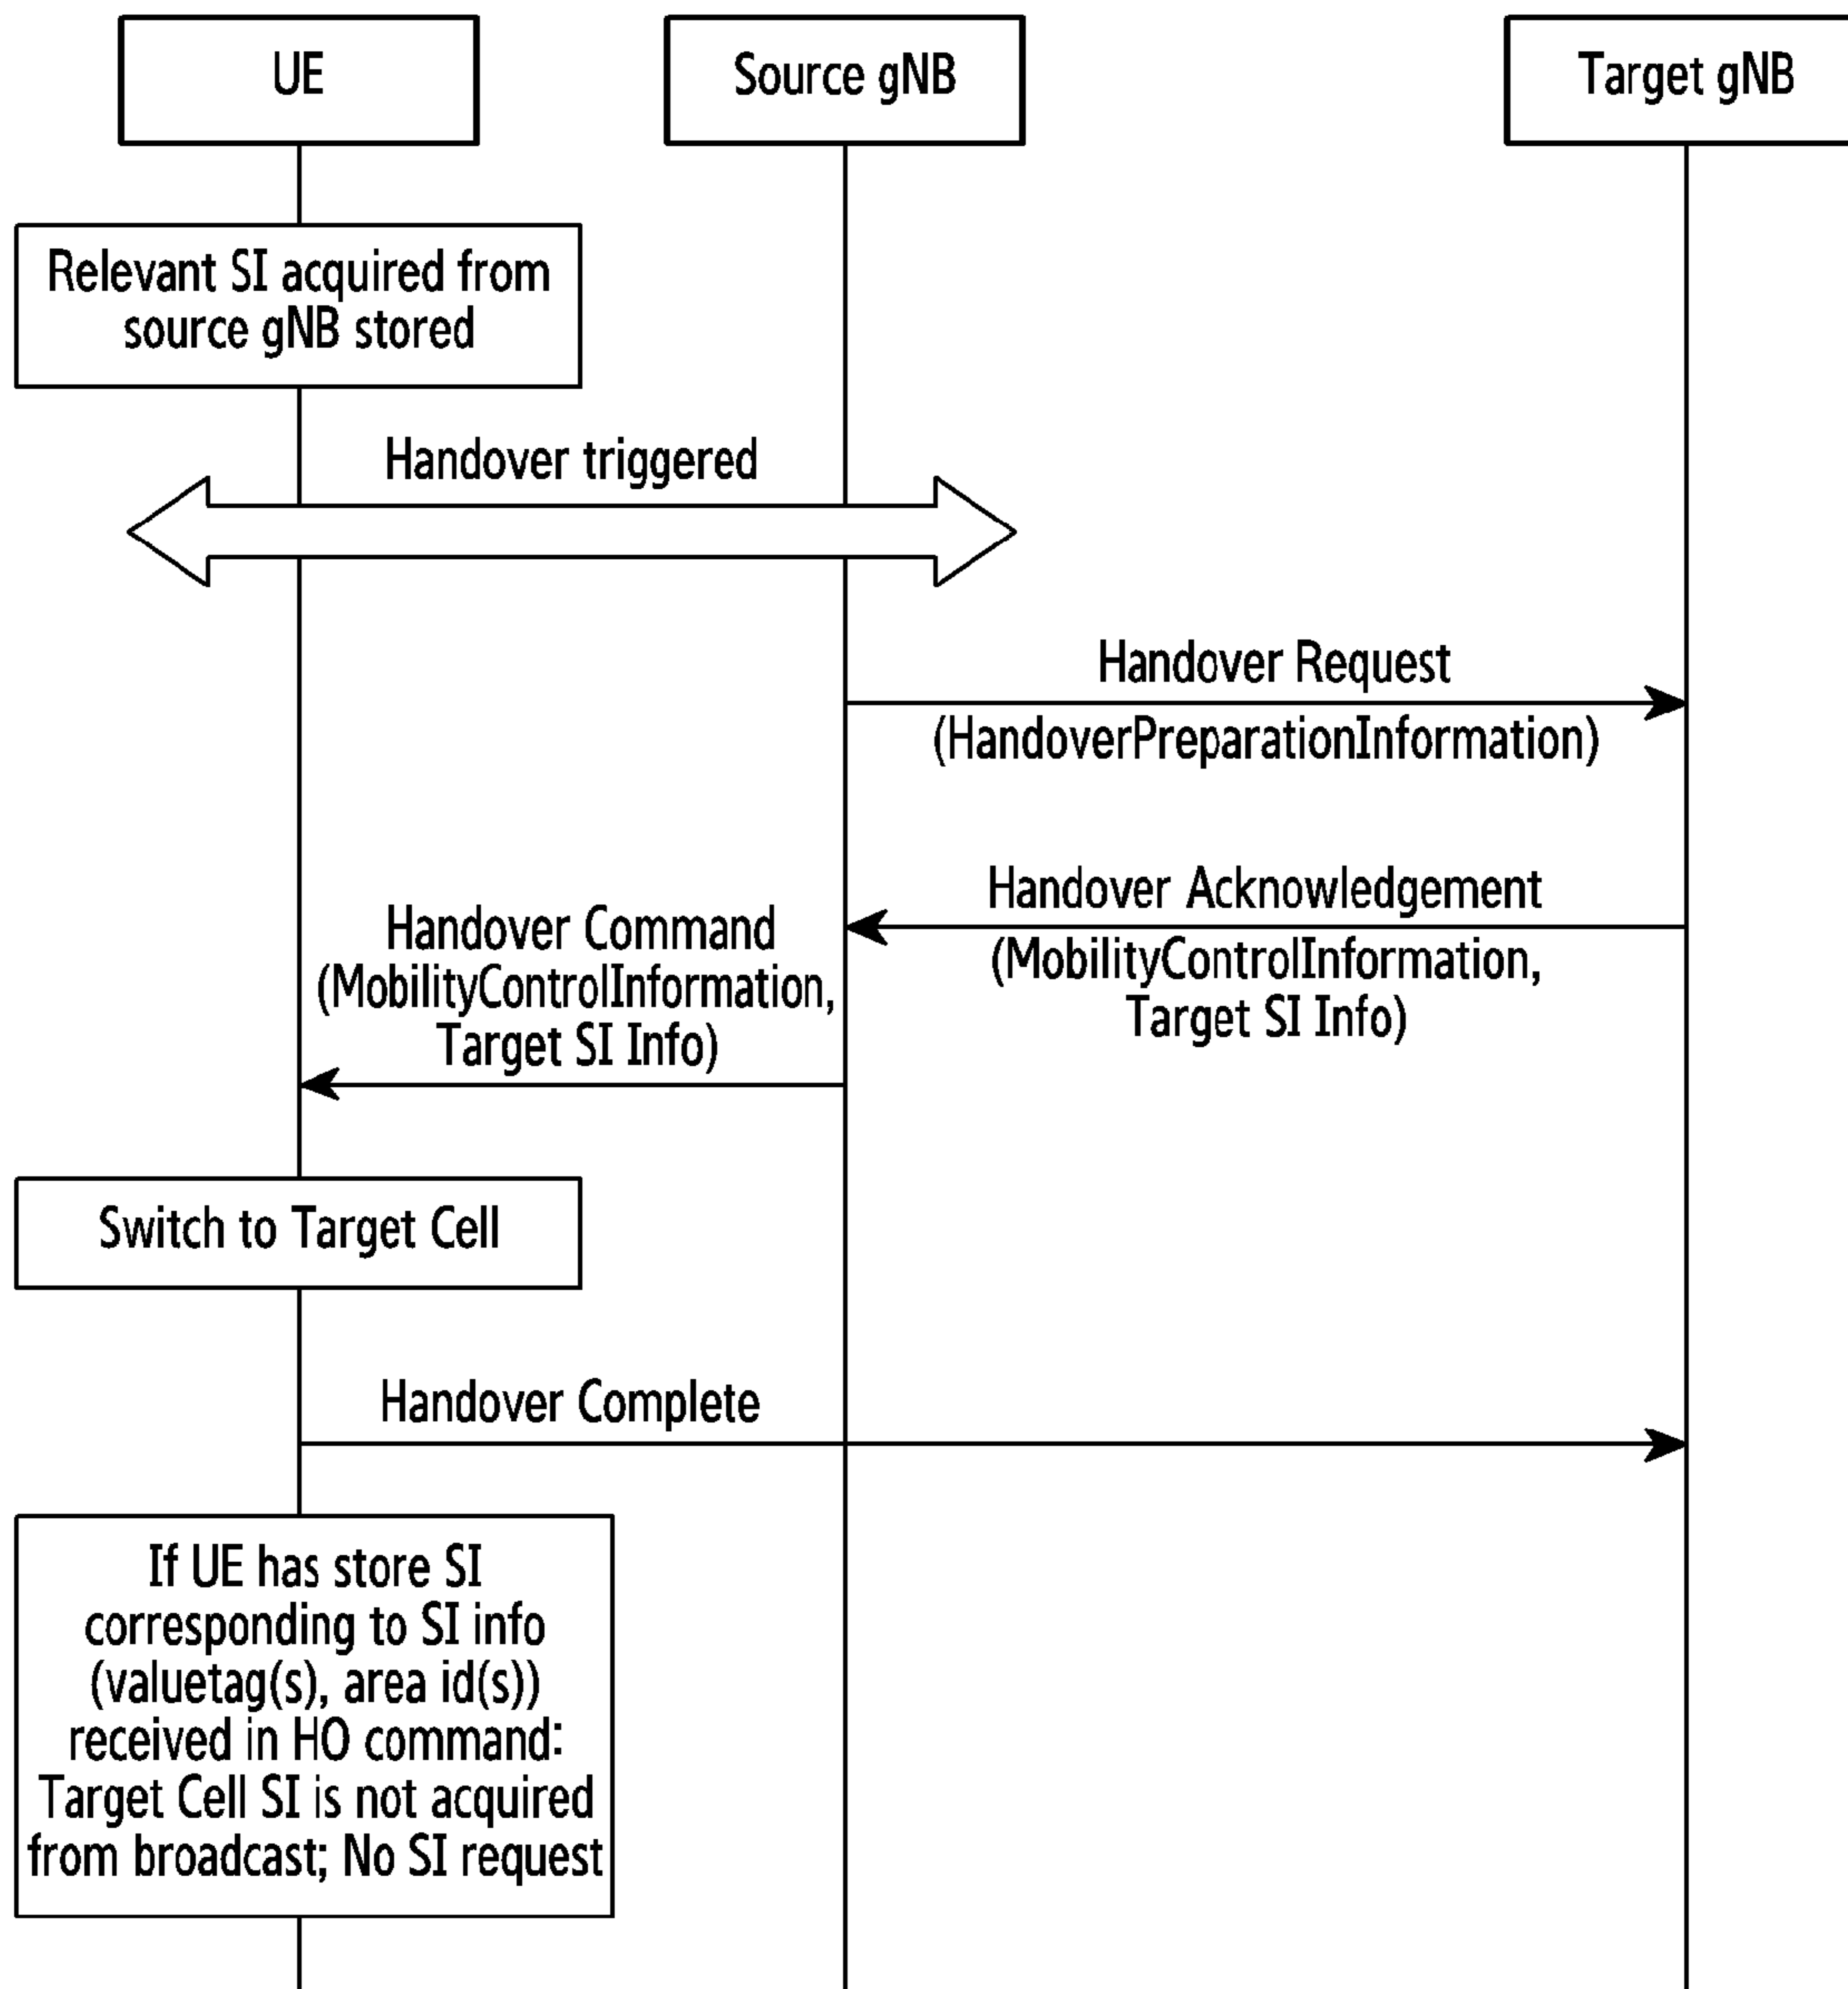 UE
Source gNB
Target gNB
Relevant SI acquired from
source gNB stored
Handover triggered
Handover Request
(HandoverPreparationInformation)
Handover Acknowledgement
(MobilityControlInformation,
Target SI Info)
Handover Command
(MobilityControlInformation,
Target SI Info)
Switch to Target Cell
Handover Complete
If UE has store SI
corresponding to SI info
(valuetag(s), area id(s))
received in HO command:
Target Cell SI is not acquired
from broadcast; No SI request